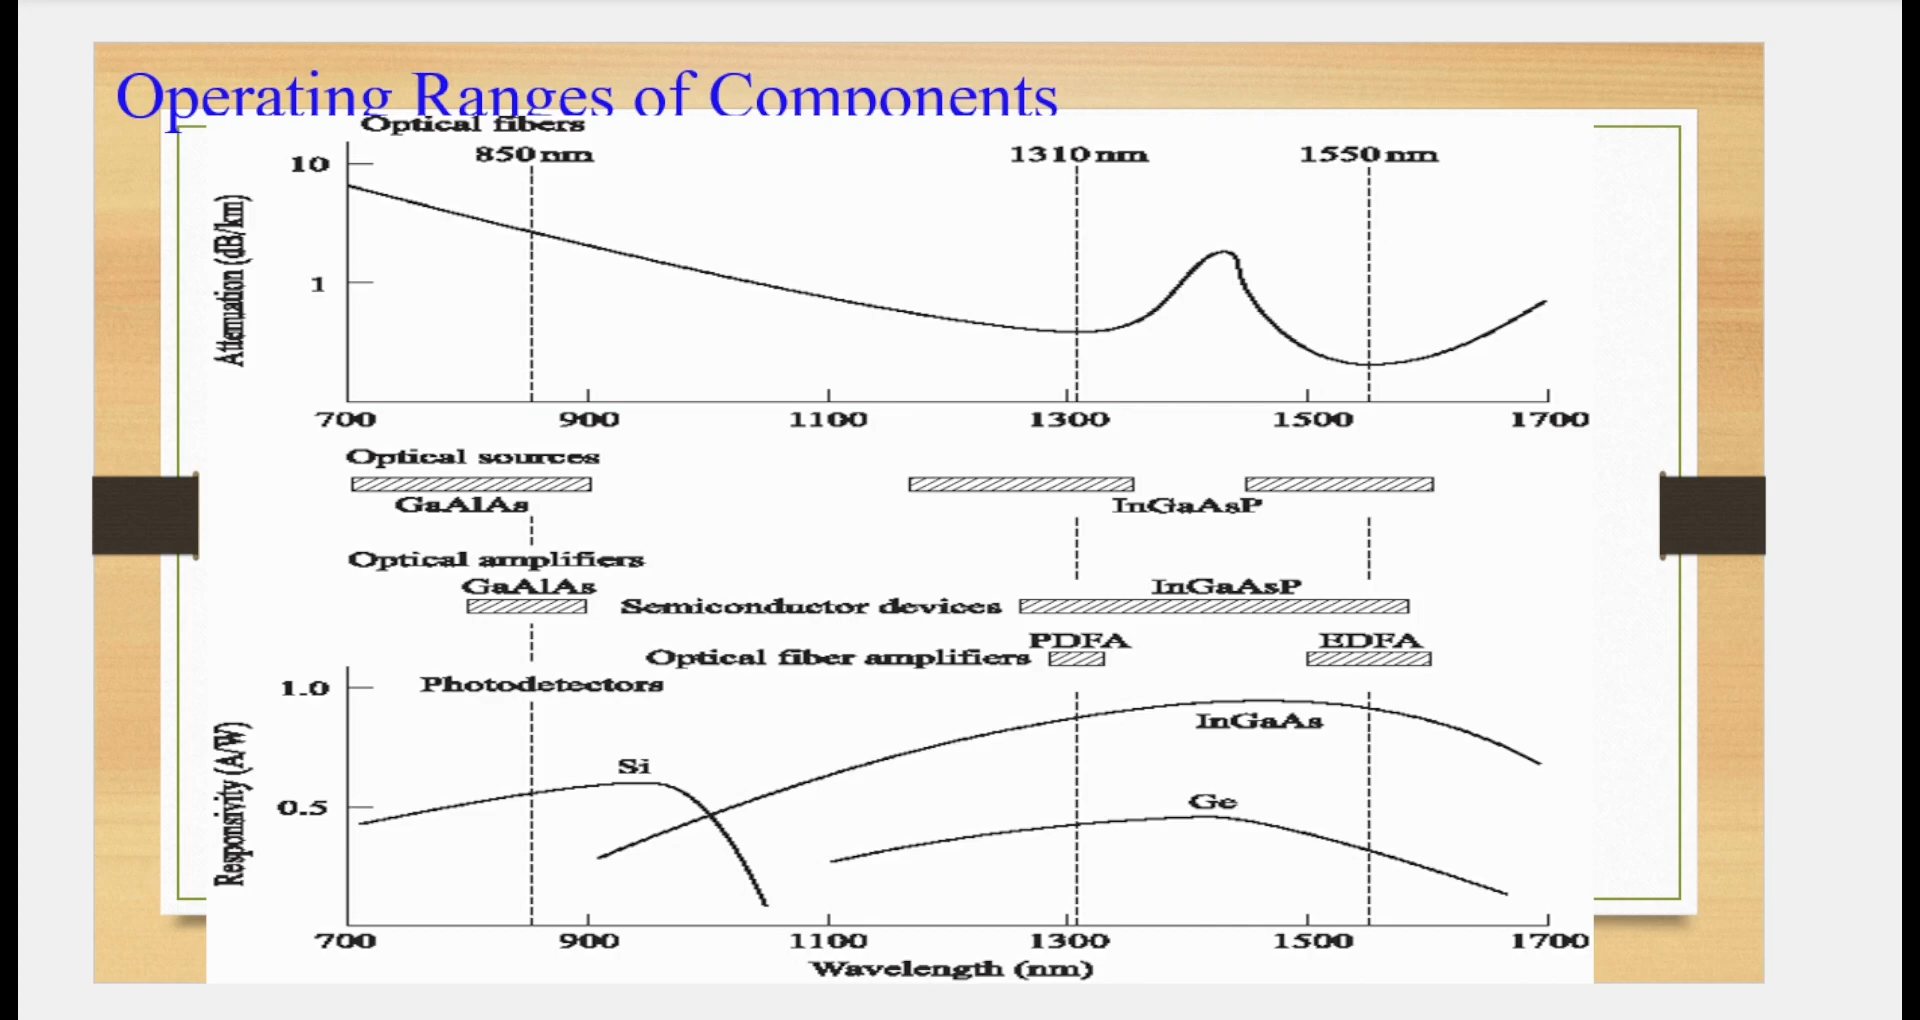 Operating Ranges of Components
Optical fibers
850 nm 1310 nm 1550 nm
10
1
Attenuation (dB/km)
700 900 1100 1300 1500 1700
Optical sources
GaAlAs InGaAsP
Optical amplifiers
GaAlAs InGaAsP
Semiconductor devices
PDFA EDFA
Optical fiber amplifiers
1.0 Photodetectors
InGaAs
Si
0.5 Ge
Responsivity (A/W)
700 900 1100 1300 1500 1700
Wavelength (nm)